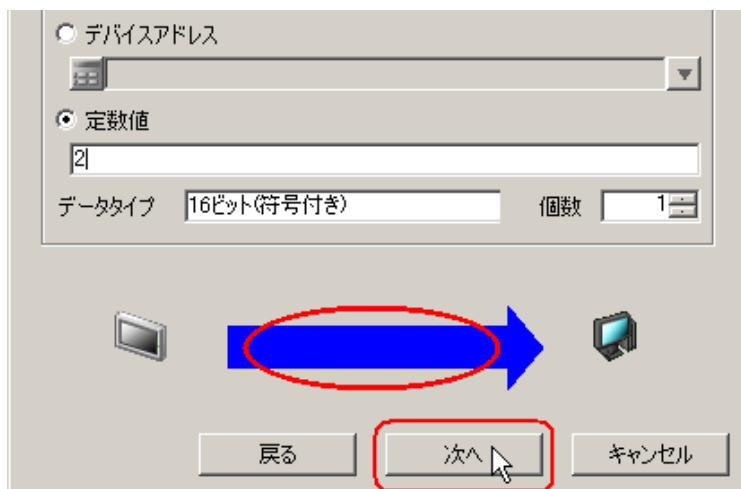 デバイスアドレス
定数値
2
データタイプ 16ビット(符号付き) 個数 1
戻る 次へ キャンセル